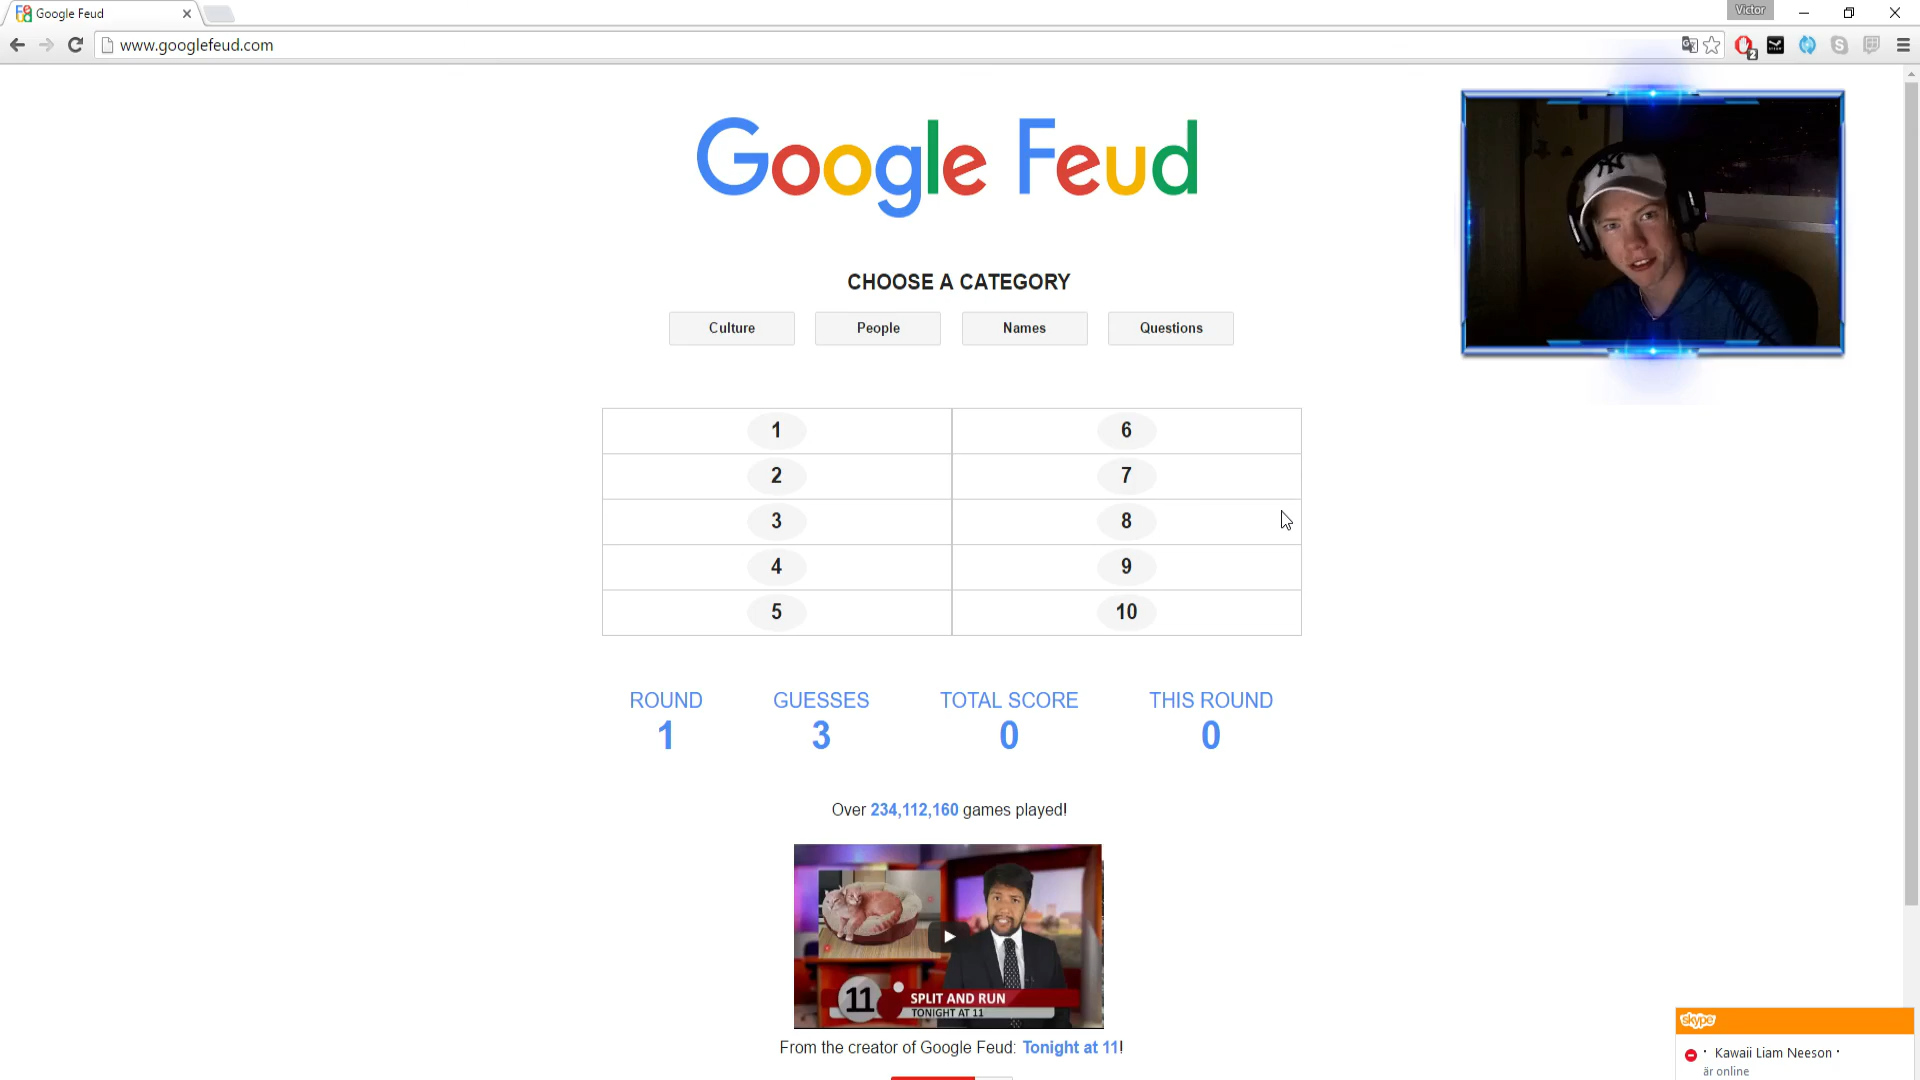 Google Feud
Victor
www.googlefeud.com
2
Google Feud
CHOOSE A CATEGORY
Culture
People
Names
Questions
1
6
2
7
3
8
4
9
5
10
ROUND
GUESSES
TOTAL SCORE
THIS ROUND
1
3
0
0
Over 234,112,160 games played!
11
SPLIT AND RUN
TONIGHT AT 11
From the creator of Google Feud: Tonight at 11!
skype
· Kawaii Liam Neeson ·
är online